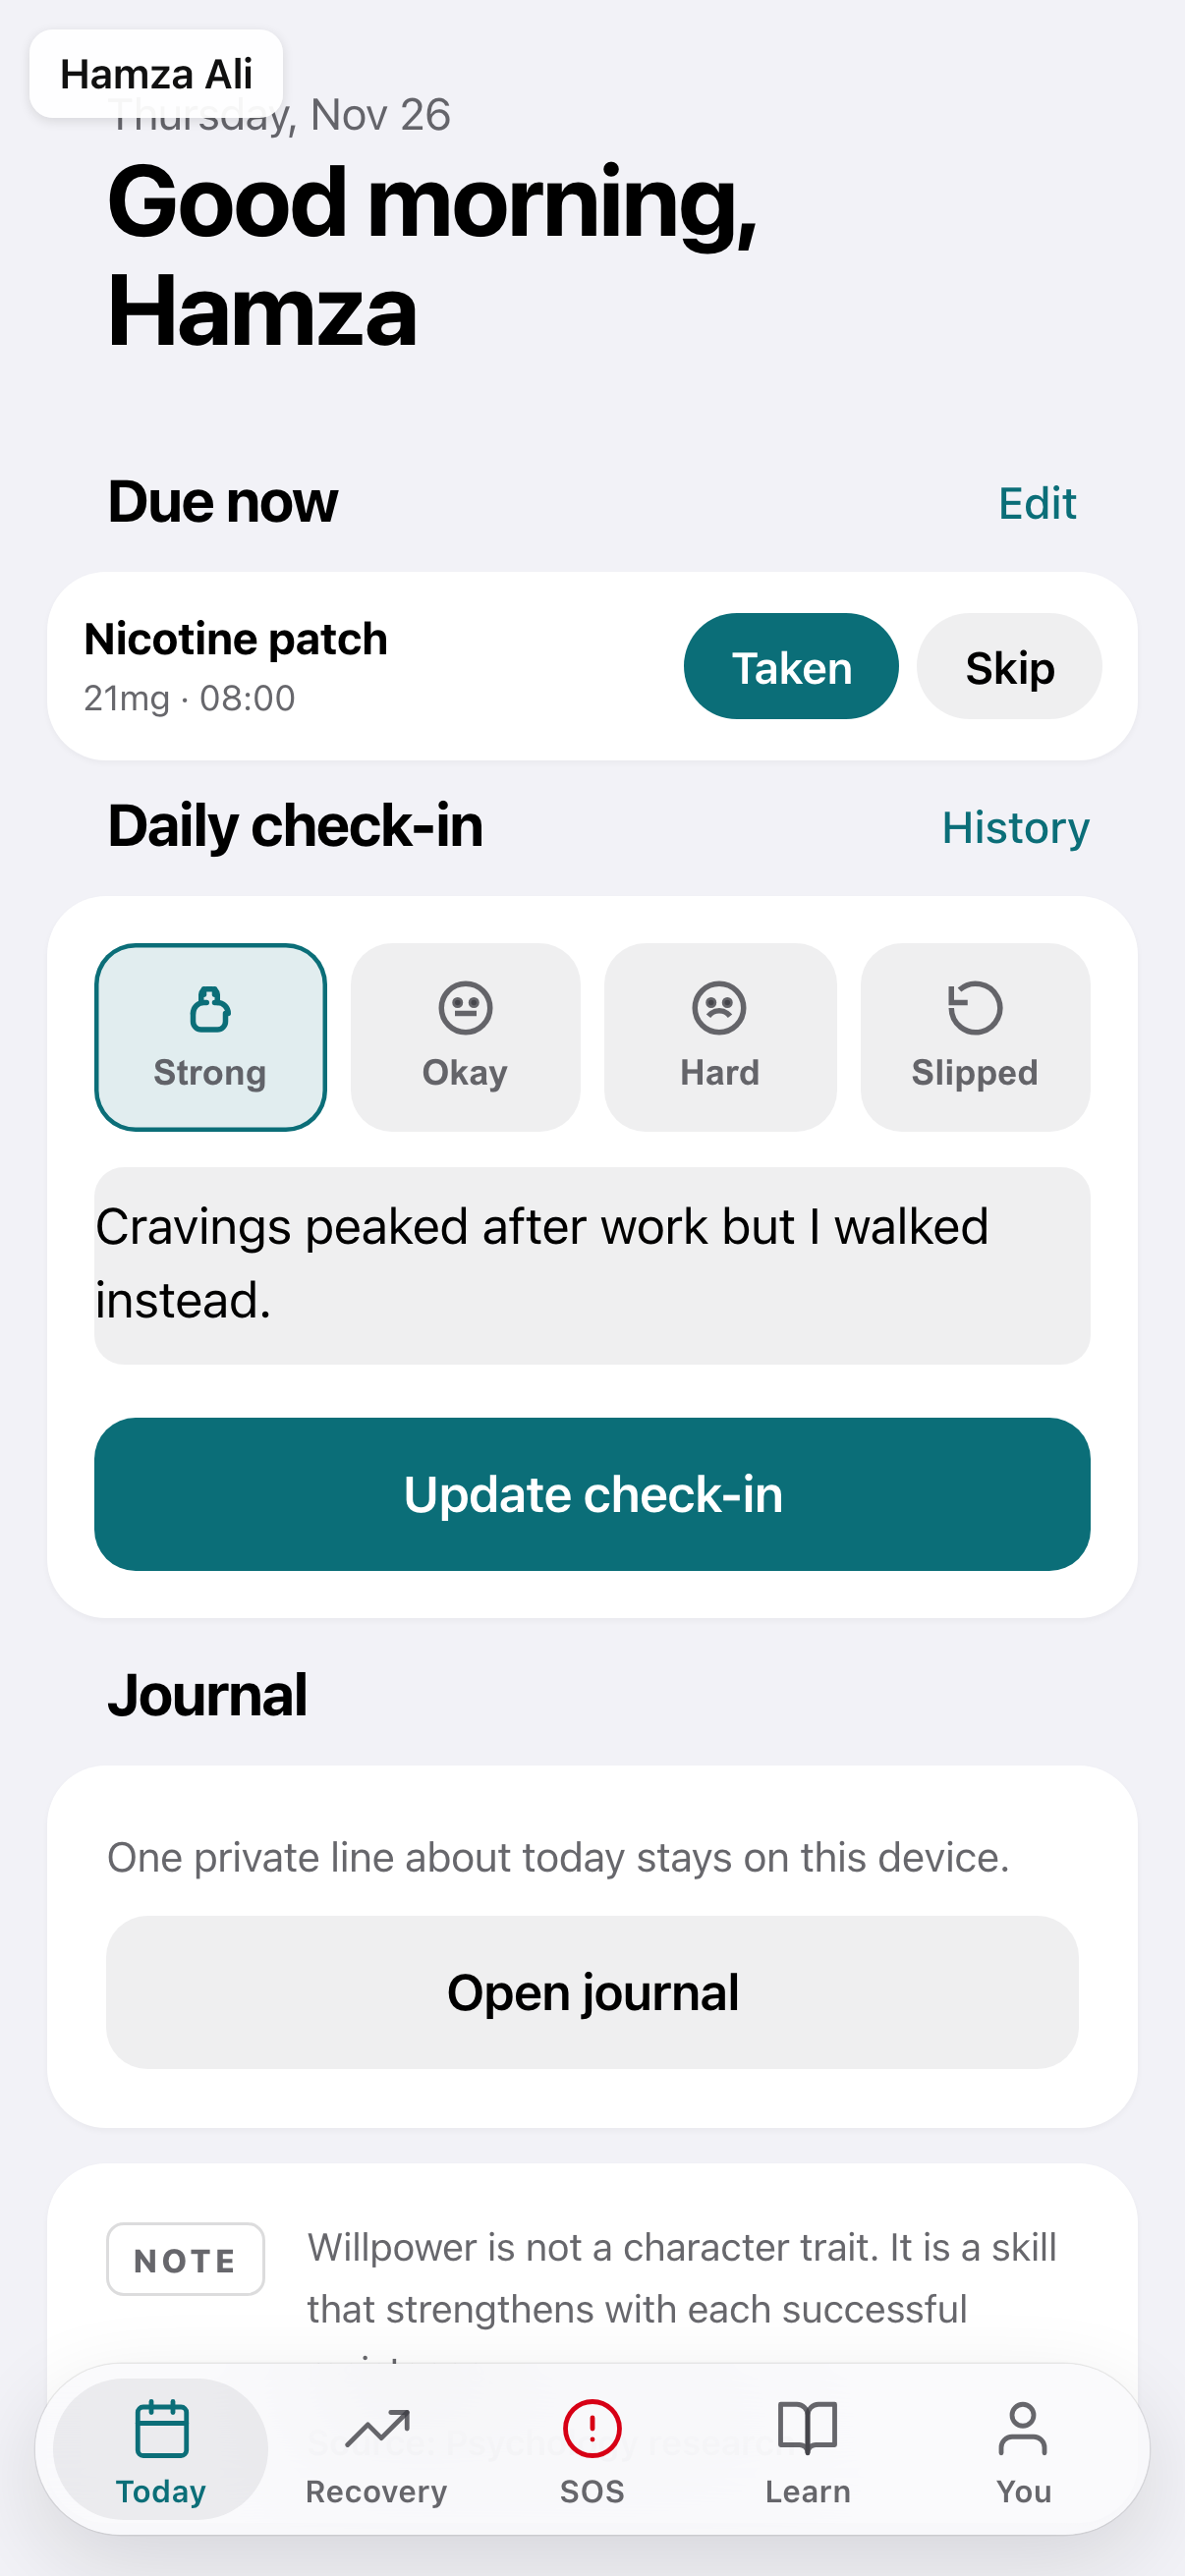 Hamza Ali
Thursday, Nov 26
Good morning,
Hamza
Due now
Edit
Nicotine patch
21mg · 08:00
Taken
Skip
Daily check-in
History
Strong
Okay
Hard
Slipped
Cravings peaked after work but I walked
instead.
Update check-in
Journal
One private line about today stays on this device.
Open journal
NOTE
Willpower is not a character trait. It is a skill
that strengthens with each successful
Source:
Today
Recovery
SOS
Learn
You